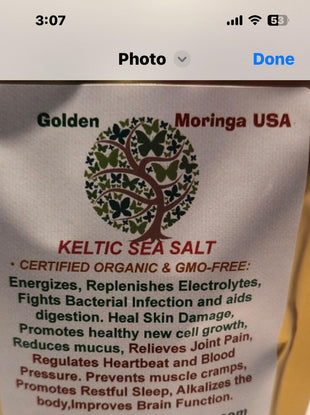 3:07
53
Photo
Done
Golden Moringa USA
KELTIC SEA SALT
• CERTIFIED ORGANIC & GMO-FREE:
Energizes, Replenishes Electrolytes,
Fights Bacterial Infection and aids
digestion. Heal Skin Damage,
Promotes healthy new cell growth,
Reduces mucus, Relieves Joint Pain,
Regulates Heartbeat and Blood
Pressure. Prevents muscle cramps,
Promotes Restful Sleep, Alkalizes the
body,Improves Brain Function.